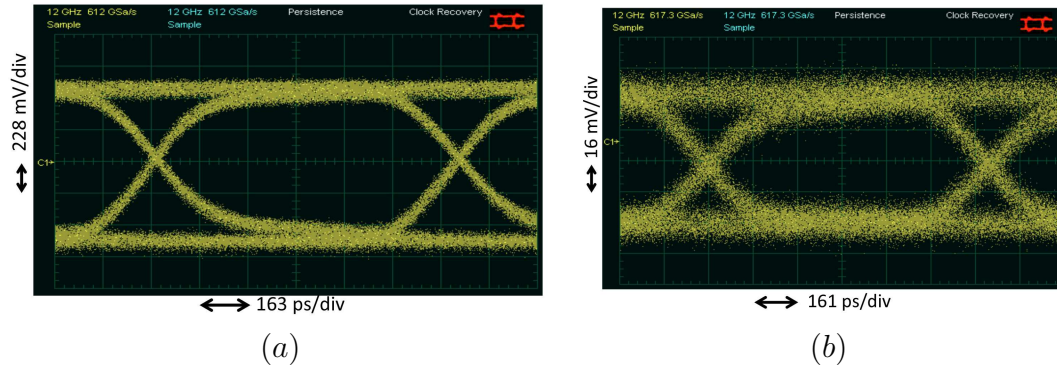 12 GHz 612 GSa/s 12 GHz 612 GSa/s Persistence Clock Recovery
Sample Sample
C1
228 mV/div
163 ps/div
(a)
12 GHz 617.3 GSa/s 12 GHz 617.3 GSa/s Persistence Clock Recovery
Sample Sample
C1
16 mV/div
161 ps/div
(b)